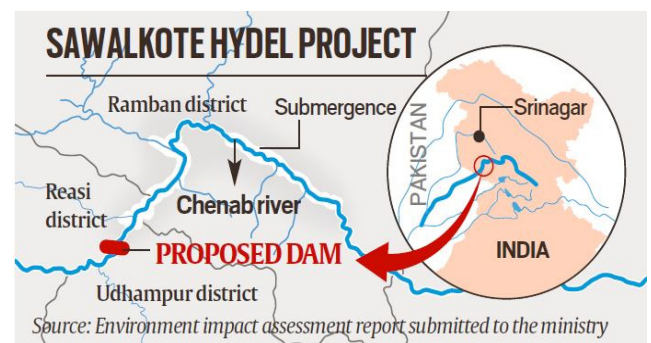 SAWALKOTE HYDEL PROJECT
Ramban district
Submergence
Srinagar
PAKISTAN
Reasi
district
Chenab river
PROPOSED DAM
INDIA
Udhampur district
Source: Environment impact assessment report submitted to the ministry